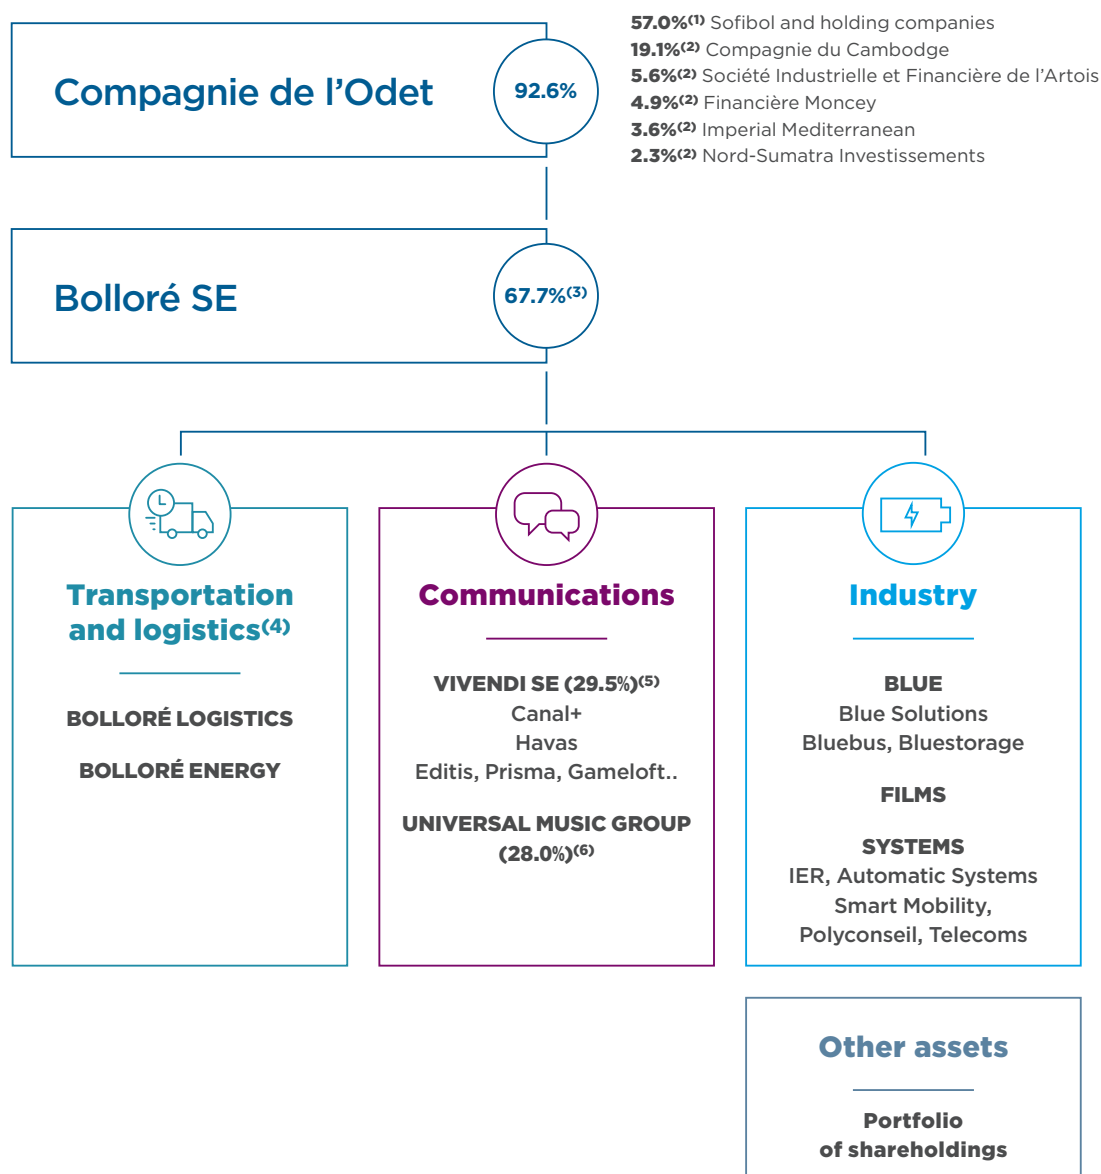 57.0%(1) Sofibol and holding companies
19.1%(2) Compagnie du Cambodge
5.6%(2) Société Industrielle et Financière de l’Artois
4.9%(2) Financière Moncey
3.6%(2) Imperial Mediterranean
2.3%(2) Nord-Sumatra Investissements
Compagnie de l’Odet
92.6%
Bolloré SE
67.7%(3)
Transportation
and logistics(4)
BOLLORÉ LOGISTICS
BOLLORÉ ENERGY
Communications
VIVENDI SE (29.5%)(5)
Canal+
Havas
Editis, Prisma, Gameloft..
UNIVERSAL MUSIC GROUP
(28.0%)(6)
Industry
BLUE
Blue Solutions
Bluebus, Bluestorage
FILMS
SYSTEMS
IER, Automatic Systems
Smart Mobility,
Polyconseil, Telecoms
Other assets
Portfolio
of shareholdings